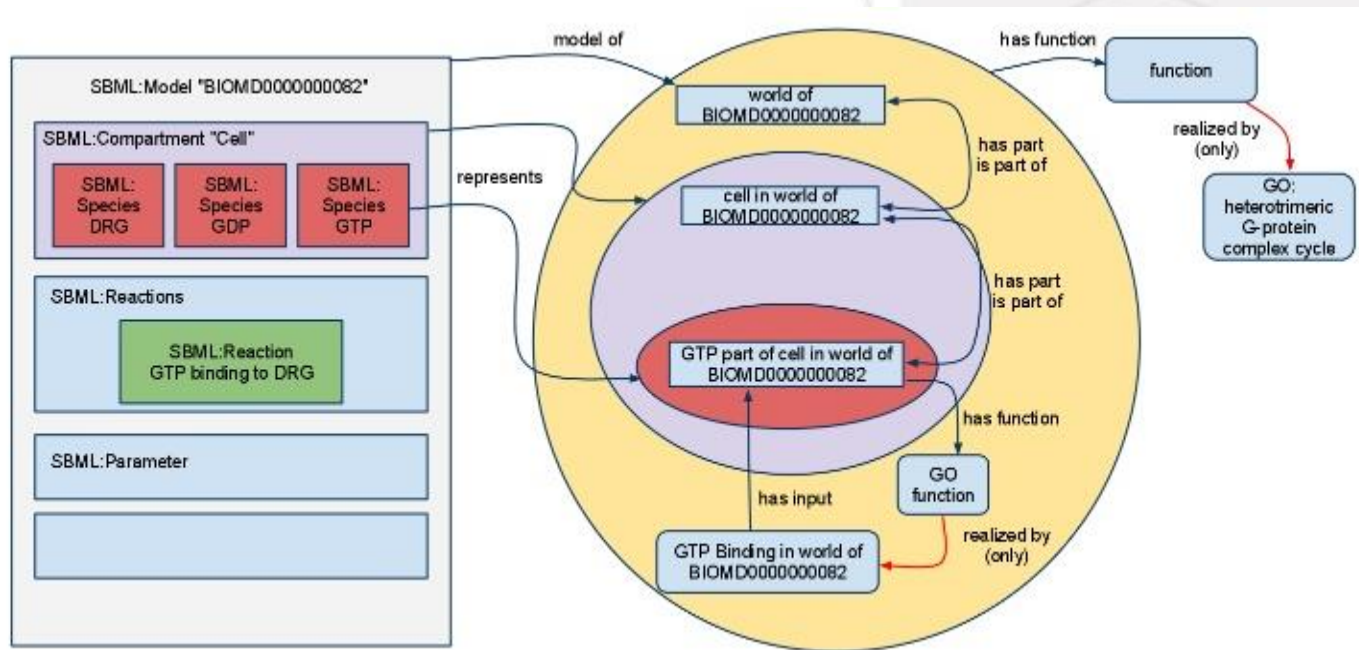 SBML:Model "BIOMD0000000082"
SBML:Compartment "Cell"
SBML:
Species
DRG
SBML:
Species
GDP
SBML:
Species
GTP
SBML:Reactions
SBML:Reaction
GTP binding to DRG
SBML:Parameter
model of
represents
world of
BIOMD0000000082
has part
is part of
cell in world of
BIOMD0000000082
has part
is part of
GTP part of cell in world of
BIOMD0000000082
has function
GO
function
has input
realized by
(only)
GTP Binding in world of
BIOMD0000000082
has function
function
realized by
(only)
GO:
heterotrimeric
G-protein
complex cycle